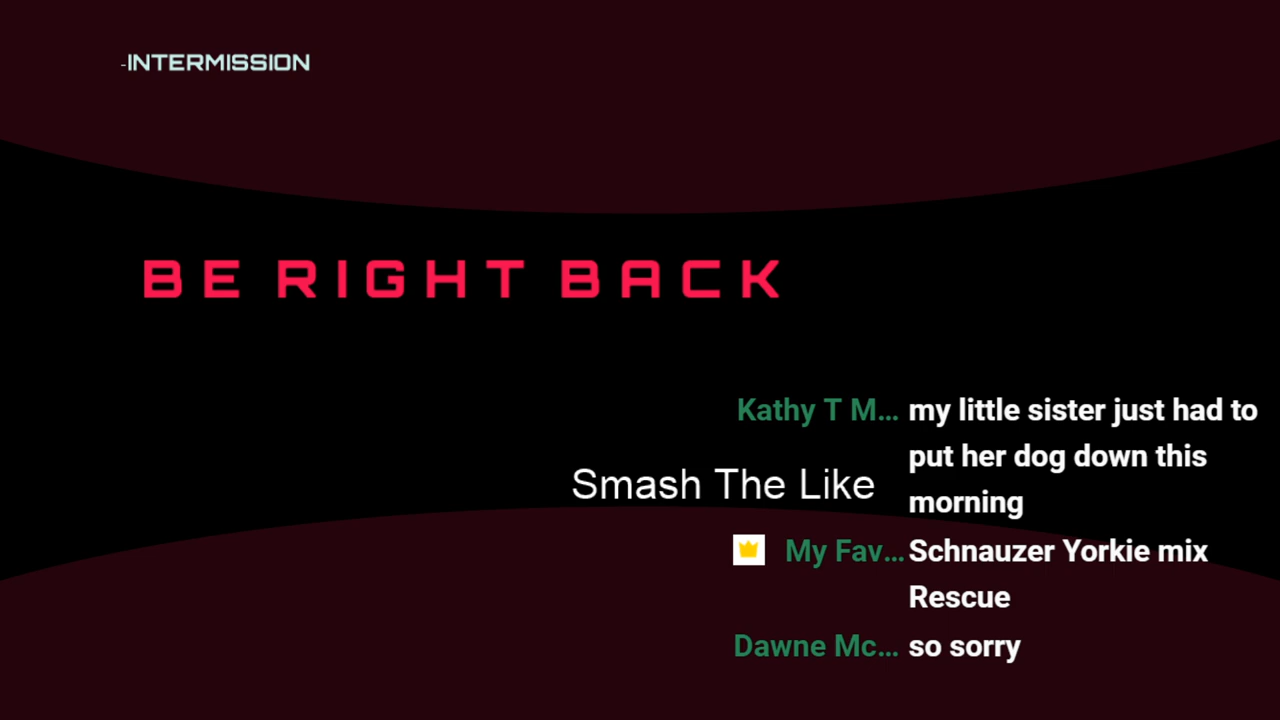 -INTERMISSION
BE RIGHT BACK
Kathy T M... my little sister just had to
put her dog down this
Smash The Like
morning
My Fav... Schnauzer Yorkie mix
Rescue
Dawne Mc... so sorry